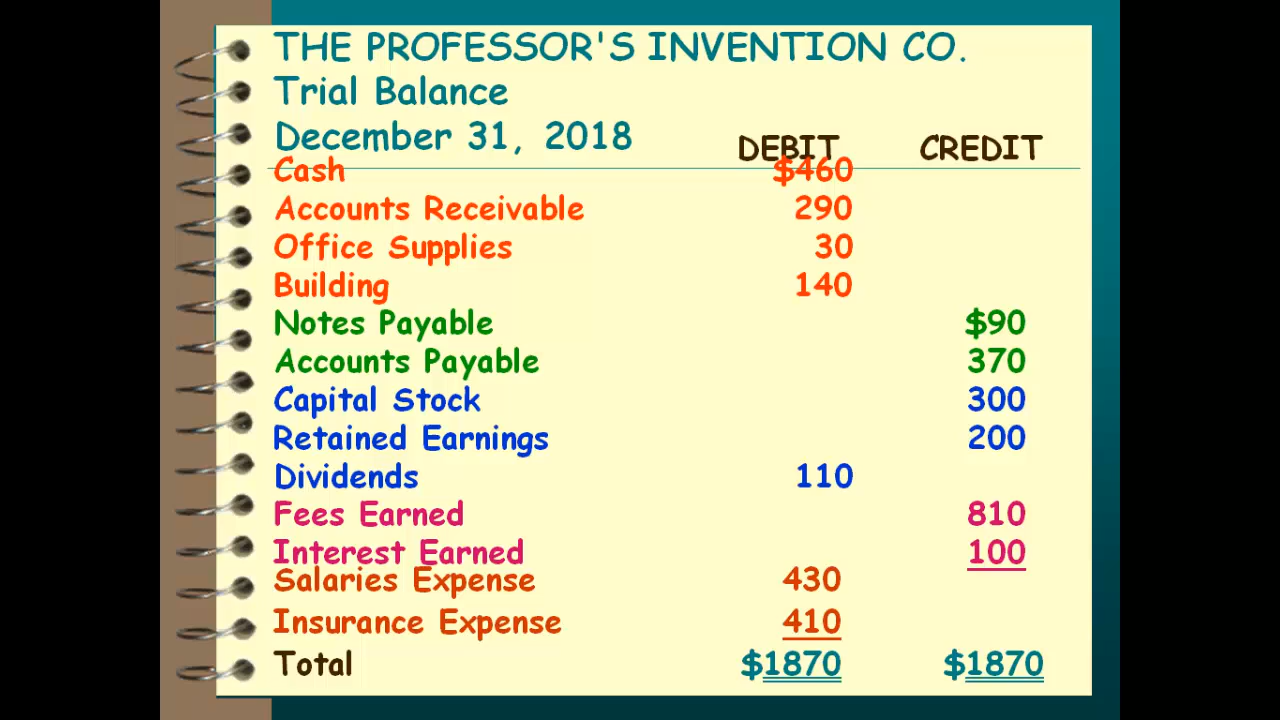 THE PROFESSOR'S INVENTION CO.
Trial Balance
December 31, 2018
DEBIT CREDIT
Cash $460
Accounts Receivable 290
Office Supplies 30
Building 140
Notes Payable $90
Accounts Payable 370
Capital Stock 300
Retained Earnings 200
Dividends 110
Fees Earned 810
Interest Earned 100
Salaries Expense 430
Insurance Expense 410
Total $1870 $1870